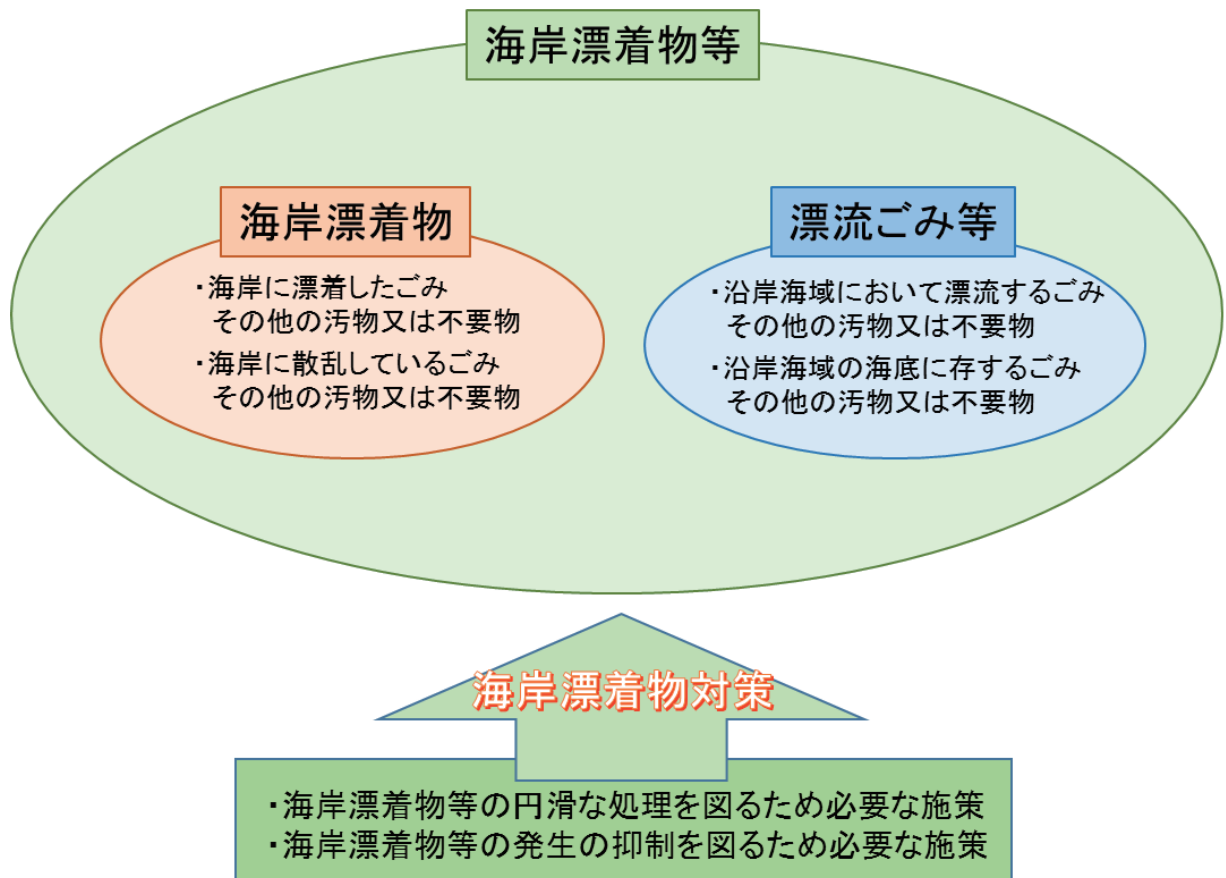 海岸漂着物等
海岸漂着物
・海岸に漂着したごみ
その他の汚物又は不要物
・海岸に散乱しているごみ
その他の汚物又は不要物
漂流ごみ等
・沿岸海域において漂流するごみ
その他の汚物又は不要物
・沿岸海域の海底に存するごみ
その他の汚物又は不要物
海岸漂着物対策
・海岸漂着物等の円滑な処理を図るため必要な施策
・海岸漂着物等の発生の抑制を図るため必要な施策